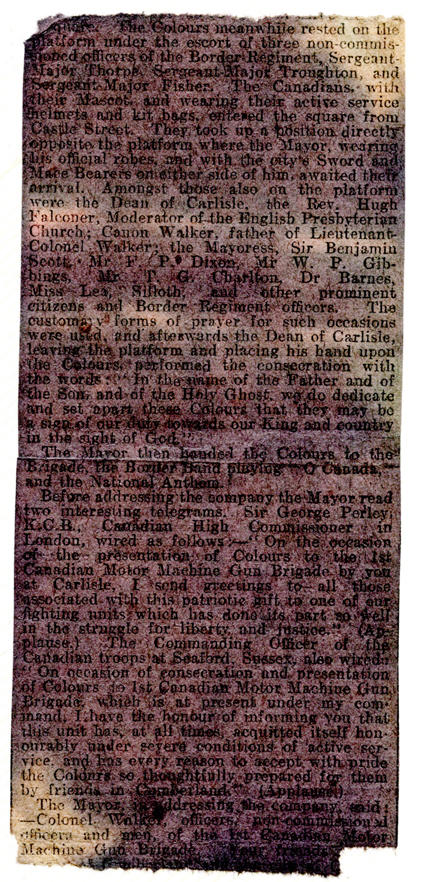 square. The Colours meanwhile rested on the
platform under the escort of three non-commis-
sioned officers of the Border Regiment, Sergeant-
Major Thorpe, Sergeant-Major Troughton, and
Sergeant-Major Fisher. The Canadians, with
their Mascot, and wearing their active service
helmets and kit bags, entered the square from
Castle Street. They took up a position directly
opposite the platform where the Mayor, wearing
his official robes, and with the city's Sword and
Mace Bearers on either side of him, awaited their
arrival. Amongst those also on the platform
were the Dean of Carlisle, the Rev. Hugh
Falconer, Moderator of the English Presbyterian
Church; Canon Walker, father of Lieutenant-
Colonel Walker; the Mayoress, Sir Benjamin
Scott, Mr F. P. Dixon, Mr W. F. Gib-
bings, Mr T. G. Charlton, Dr Barnes,
Miss Lea, Silloth, and other prominent
citizens and Border Regiment officers. The
customary forms of prayer for such occasions
were used, and afterwards the Dean of Carlisle,
leaving the platform and placing his hand upon
the Colours, performed the consecration with
the words: "In the name of the Father and of
the Son, and of the Holy Ghost, we do dedicate
and set apart these Colours that they may be
a sign of our duty towards our King and country
in the sight of God."
The Mayor then handed the Colours to the
Brigade, the Border Band playing "O Canada,"
and the National Anthem.
Before addressing the company the Mayor read
two interesting telegrams. Sir George Perley,
K.C.B., Canadian High Commissioner in
London, wired as follows:—"On the occasion
of the presentation of Colours to the 1st
Canadian Motor Machine Gun Brigade by you
at Carlisle, I send greetings to all those
associated with this patriotic gift to one of our
fighting units which has done its part so well
in the struggle for liberty and justice." (Ap-
plause.) The Commanding Officer of the
Canadian troops at Seaford, Sussex, also wired:
"On occasion of consecration and presentation
of Colours to 1st Canadian Motor Machine Gun
Brigade, which is at present under my com
mand, I have the honour of informing you that
this unit has, at all times, acquitted itself hon-
ourably under severe conditions of active ser-
vice, and has every reason to accept with pride
the Colours so thoughtfully prepared for them
by friends in Cumberland." (Applause.)
The Mayor, in addressing the company, said:
—Colonel Walker, officers, non-commissioned
officers and men, of the 1st Canadian Motor
Machine Gun Brigade, Your friends